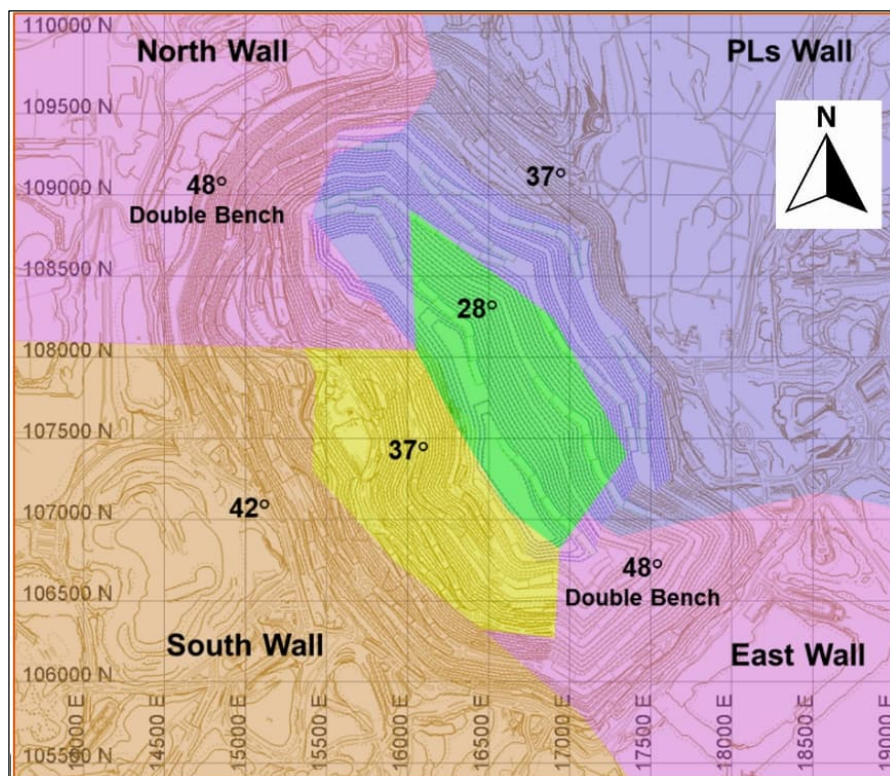 110000 N
North Wall
PLs Wall
109500 N
N
109000 N
48°
Double Bench
37°
108500 N
28°
108000 N
107500 N
37°
107000 N
42°
48°
Double Bench
106500 N
South Wall
East Wall
106000 N
105500 N
14500 E
15000 E
15500 E
16000 E
16500 E
17000 E
17500 E
18000 E
18500 E
19000 E